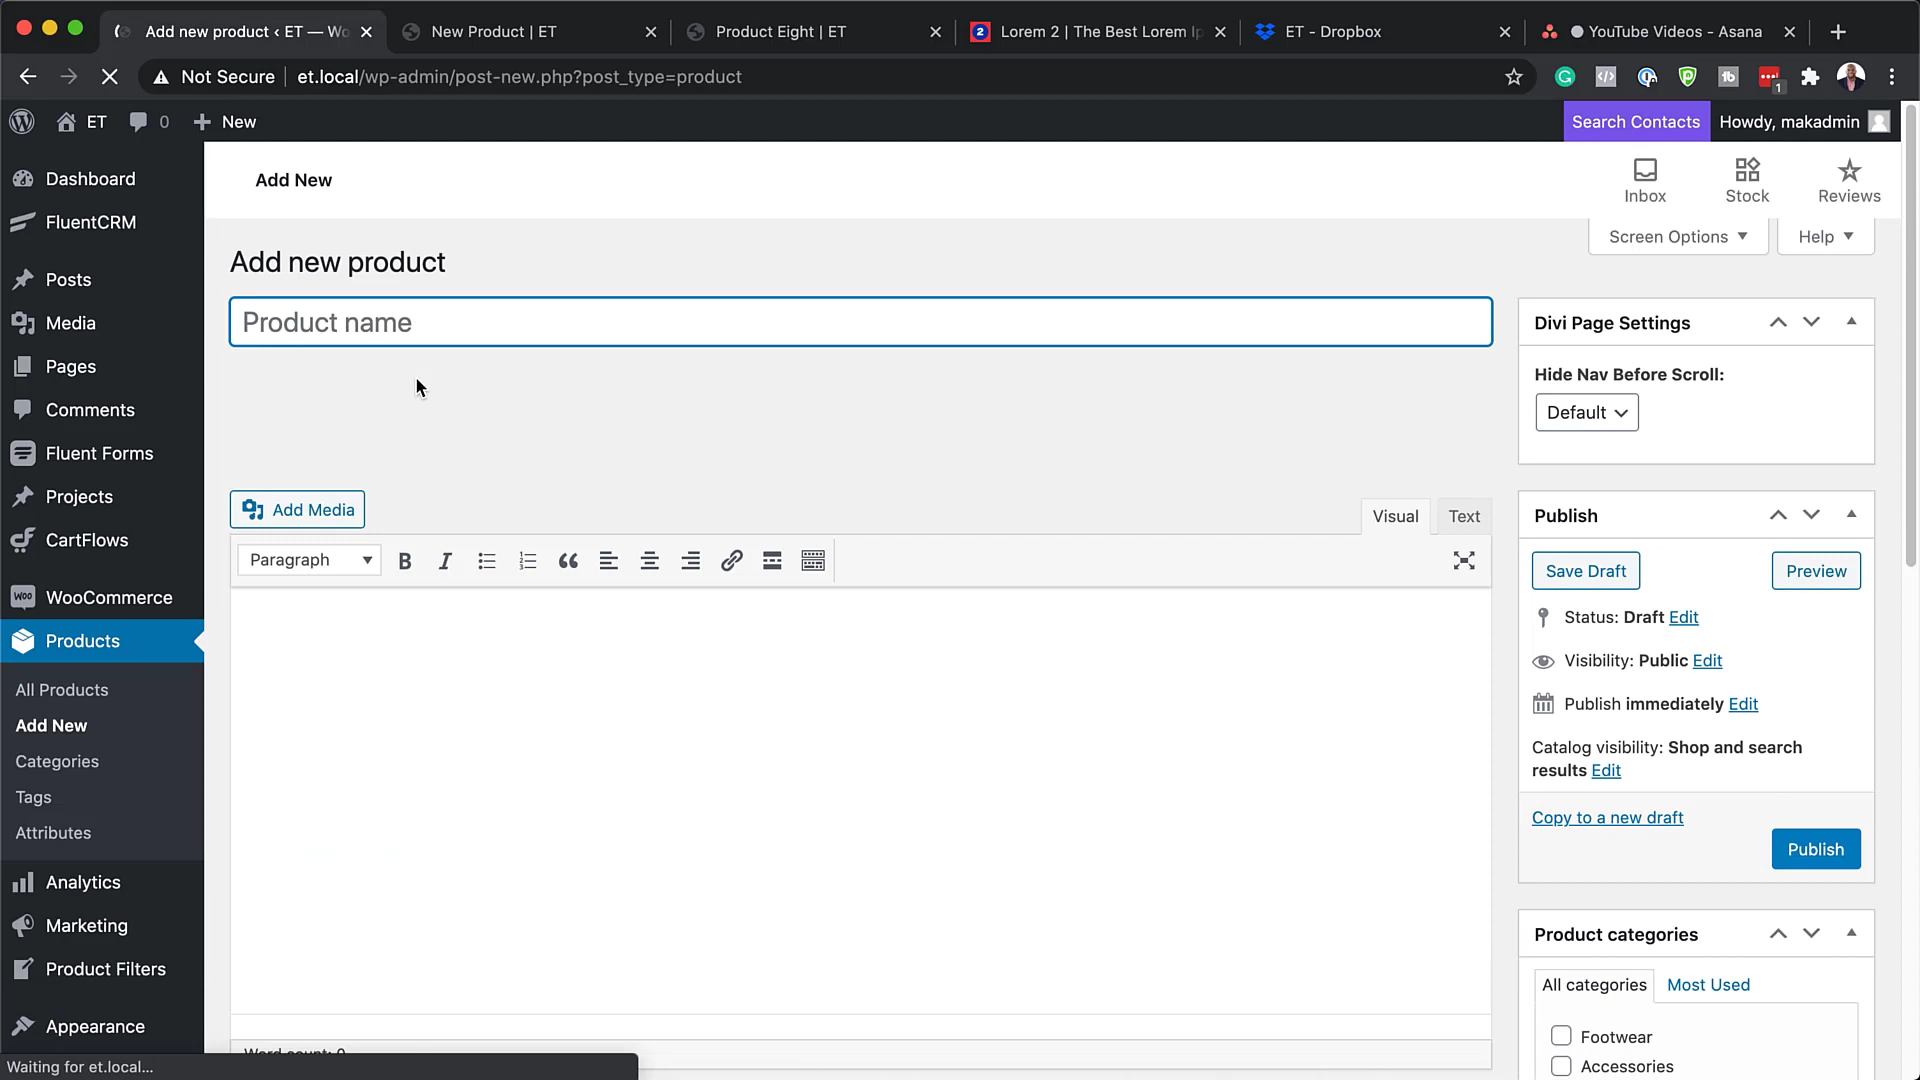 Add new product ‹ ET — Wo
New Product | ET
Product Eight | ET
2 Lorem 2 | The Best Lorem Ip
ET - Dropbox
YouTube Videos - Asana
Not Secure
et.local/wp-admin/post-new.php?post_type=product
1
ET
0
New
Search Contacts
Howdy, makadmin
Dashboard
FluentCRM
Posts
Media
Pages
Comments
Fluent Forms
Projects
CartFlows
WooCommerce
Products
All Products
Add New
Categories
Tags
Attributes
Analytics
Marketing
Product Filters
Appearance
Waiting for et.local...
Add New
Inbox
Stock
Reviews
Screen Options
Help
Add new product
Product name
Add Media
Visual
Text
Paragraph
B I
Word count: 0
Divi Page Settings
Hide Nav Before Scroll:
Default
Publish
Save Draft
Preview
Status: Draft Edit
Visibility: Public Edit
Publish immediately Edit
Catalog visibility: Shop and search
results Edit
Copy to a new draft
Publish
Product categories
All categories
Most Used
Footwear
Accessories